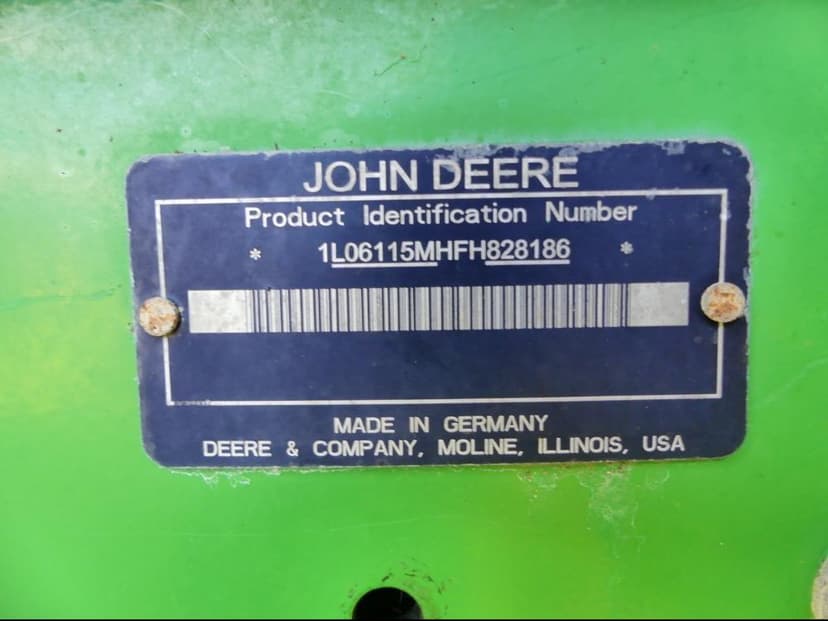 JOHN DEERE
Product Identification Number
* 1L06115MHFH828186 *
MADE IN GERMANY
DEERE & COMPANY, MOLINE, ILLINOIS, USA